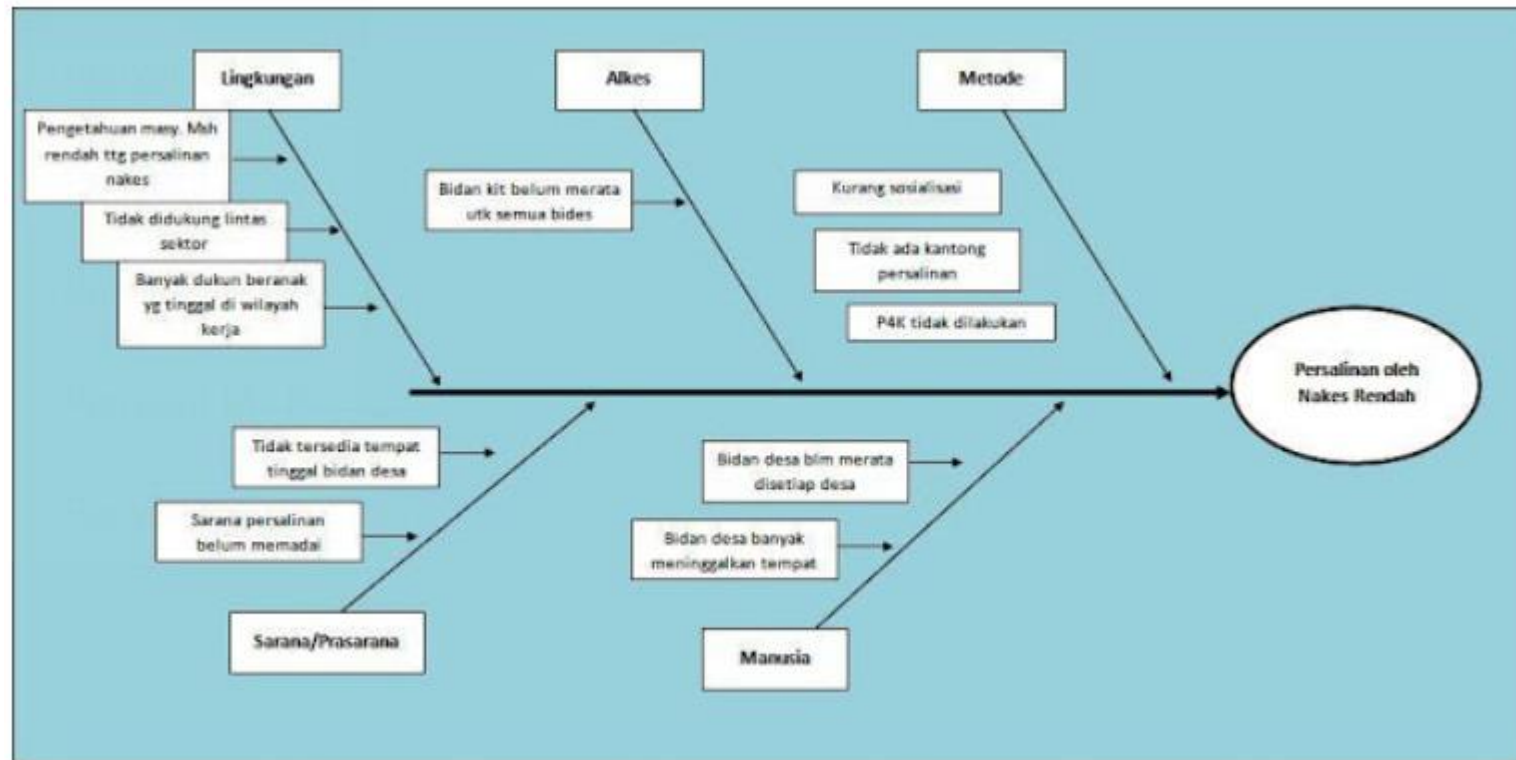 Lingkungan
Alkes
Metode
Pengetahuan masy. Msh
rendah ttg persalinan
nakes
Tidak didukung lintas
sektor
Banyak dukun beranak
yg tinggal di wilayah
kerja
Bidan kit belum merata
utk semua bides
Kurang sosialisasi
Tidak ada kantong
persalinan
P4K tidak dilakukan
Persalinan oleh
Nakes Rendah
Tidak tersedia tempat
tinggal bidan desa
Sarana persalinan
belum memadai
Bidan desa blm merata
disetiap desa
Bidan desa banyak
meninggalkan tempat
Sarana/Prasarana
Manusia